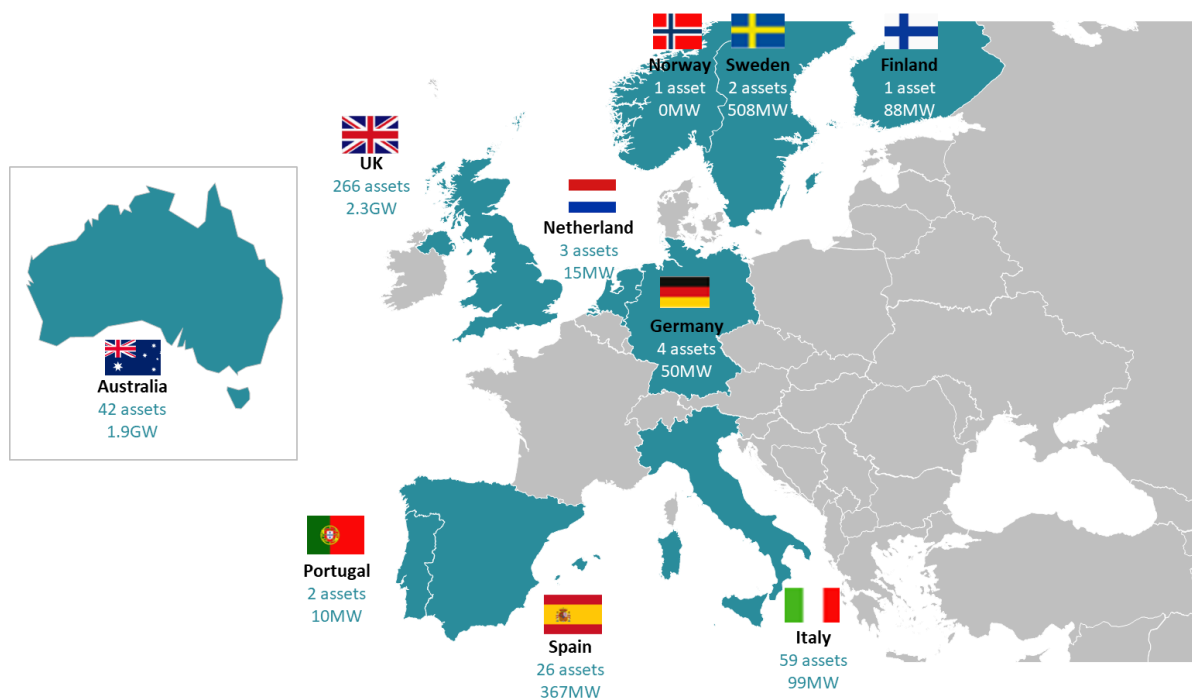 Norway
1 asset
0MW
Sweden
2 assets
508MW
Finland
1 asset
88MW
UK
266 assets
2.3GW
Netherland
3 assets
15MW
Germany
4 assets
50MW
Australia
42 assets
1.9GW
Portugal
2 assets
10MW
Spain
26 assets
367MW
Italy
59 assets
99MW